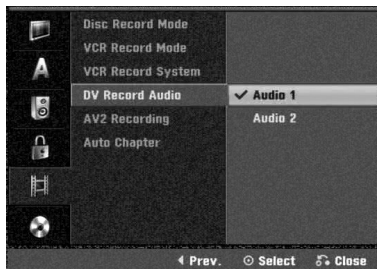 Disc Record Mode
VCR Record Mode
VCR Record System
DV Record Audio
Audio 1
AV2 Recording
Audio 2
Auto Chapter
Prev.
Select
Close